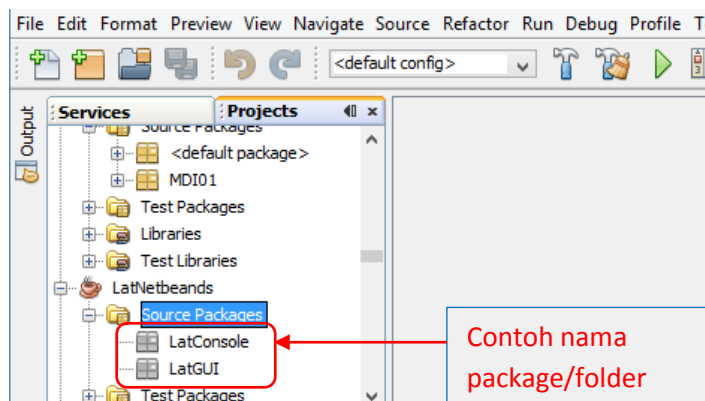 File Edit Format Preview View Navigate Source Refactor Run Debug Profile T
<default config>
Output
Services
Projects
Source Packages
<default package>
MDI01
Test Packages
Libraries
Test Libraries
LatNetbeands
Source Packages
LatConsole
LatGUI
Test Packages
Contoh nama
package/folder